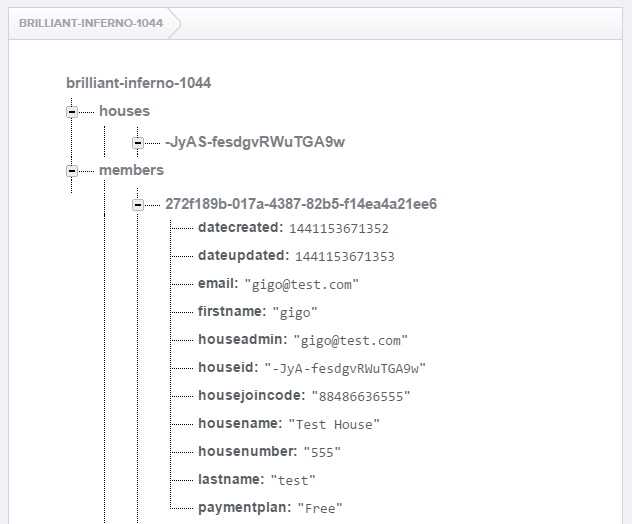 BRILLIANT-INFERNO-1044
brilliant-inferno-1044
houses
-JyAS-fesdgvRWuTGA9w
members
272f189b-017a-4387-82b5-f14ea4a21ee6
datecreated: 1441153671352
dateupdated: 1441153671353
email: "gigo@test.com"
firstname: "gigo"
houseadmin: "gigo@test.com"
houseid: "-JyA-fesdgvRWuTGA9w"
housejoincode: "88486636555"
housename: "Test House"
housenumber: "555"
lastname: "test"
paymentplan: "Free"